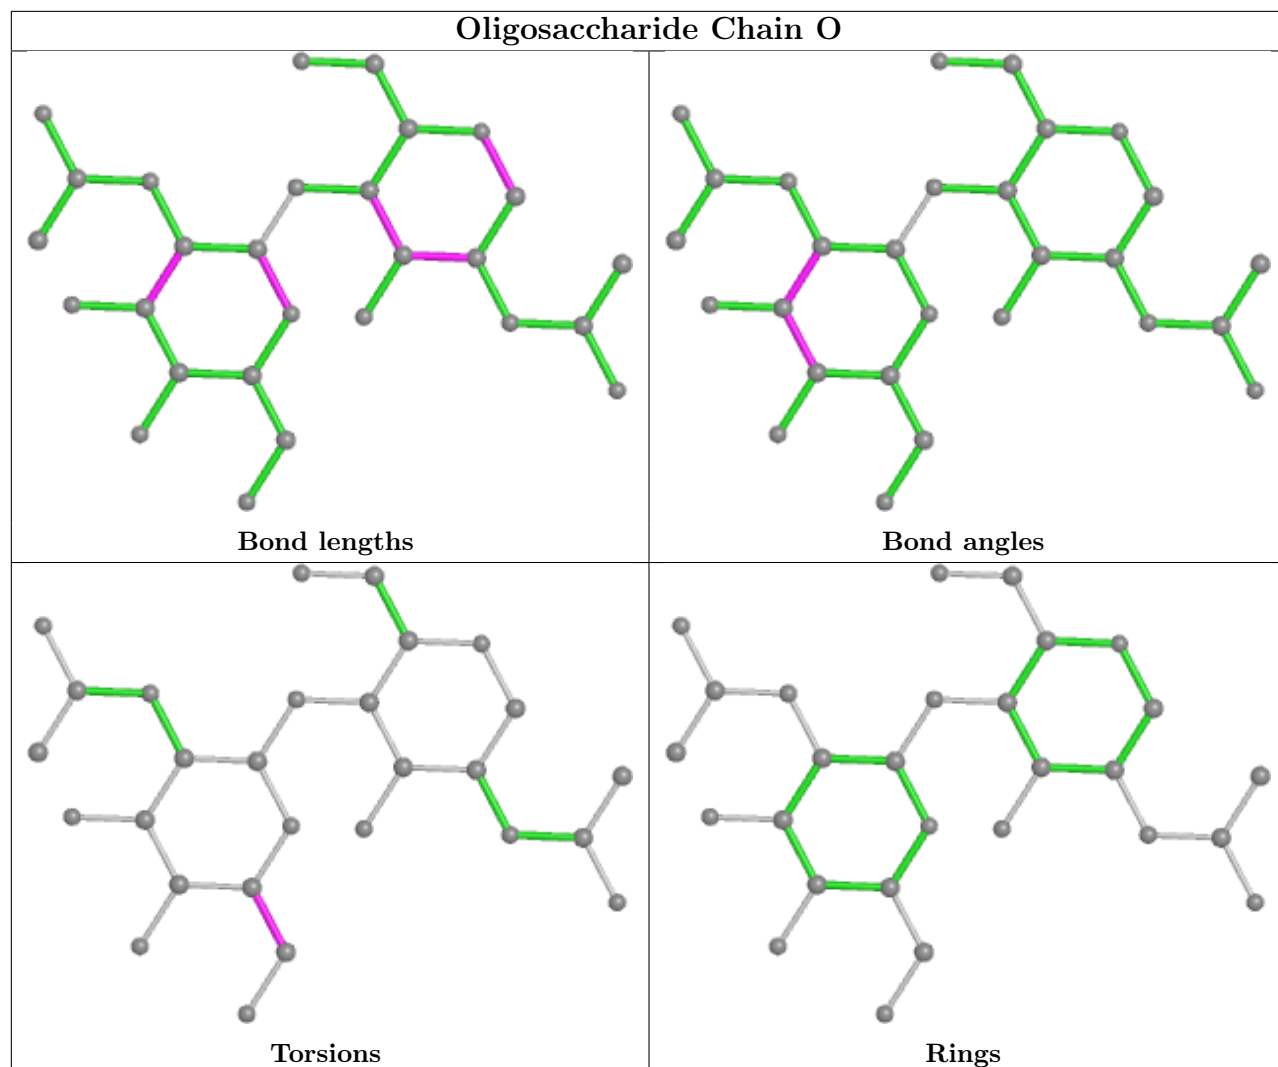 Oligosaccharide Chain O
Bond lengths
Bond angles
Torsions
Rings